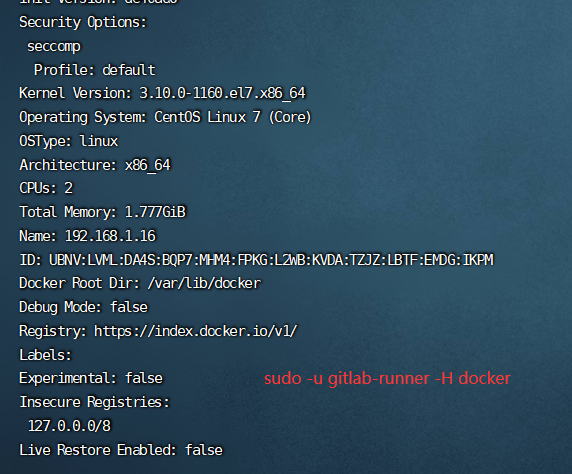 Security Options:
seccomp
Profile: default
Kernel Version: 3.10.0-1160.el7.x86_64
Operating System: CentOS Linux 7 (Core)
OSType: linux
Architecture: x86_64
CPUs: 2
Total Memory: 1.777GiB
Name: 192.168.1.16
ID: UBNV:LVML:DA4S:BQP7:MHM4:FPKG:L2WB:KVDA:TZJZ:LBTF:EMDG:IKPM
Docker Root Dir: /var/lib/docker
Debug Mode: false
Registry: https://index.docker.io/v1/
Labels:
Experimental: false
sudo -u gitlab-runner -H docker
Insecure Registries:
127.0.0.0/8
Live Restore Enabled: false